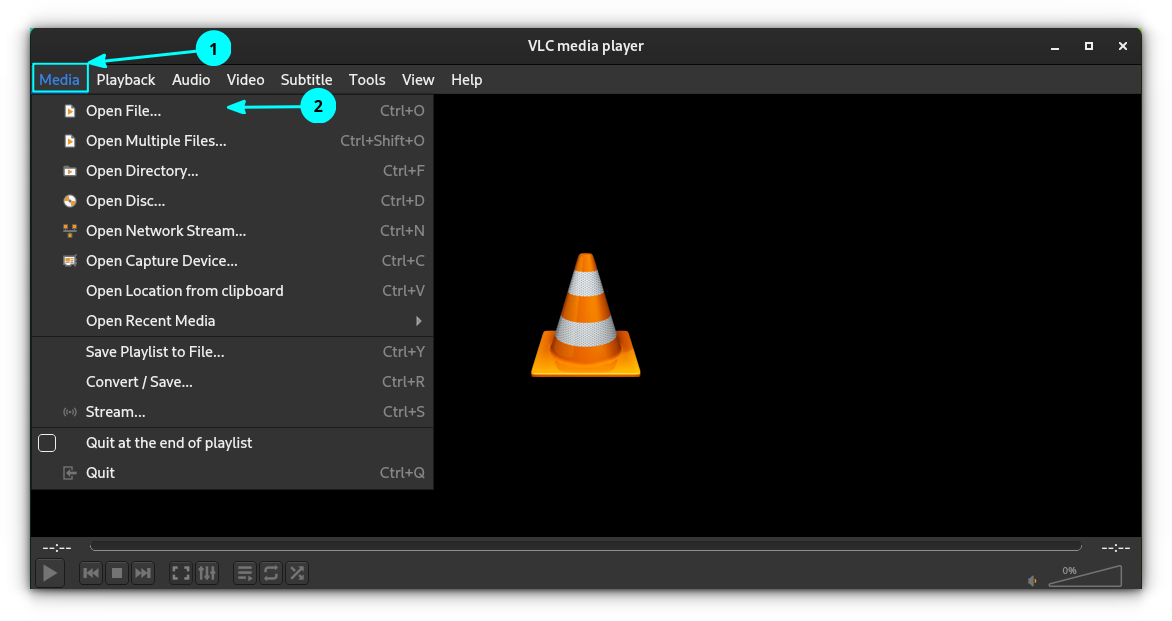 VLC media player
1
Media Playback Audio Video Subtitle Tools View Help
2
Open File... Ctrl+O
Open Multiple Files... Ctrl+Shift+O
Open Directory... Ctrl+F
Open Disc... Ctrl+D
Open Network Stream... Ctrl+N
Open Capture Device... Ctrl+C
Open Location from clipboard Ctrl+V
Open Recent Media
Save Playlist to File... Ctrl+Y
Convert / Save... Ctrl+R
Stream... Ctrl+S
Quit at the end of playlist
Quit Ctrl+Q
--:-- --:--
0%